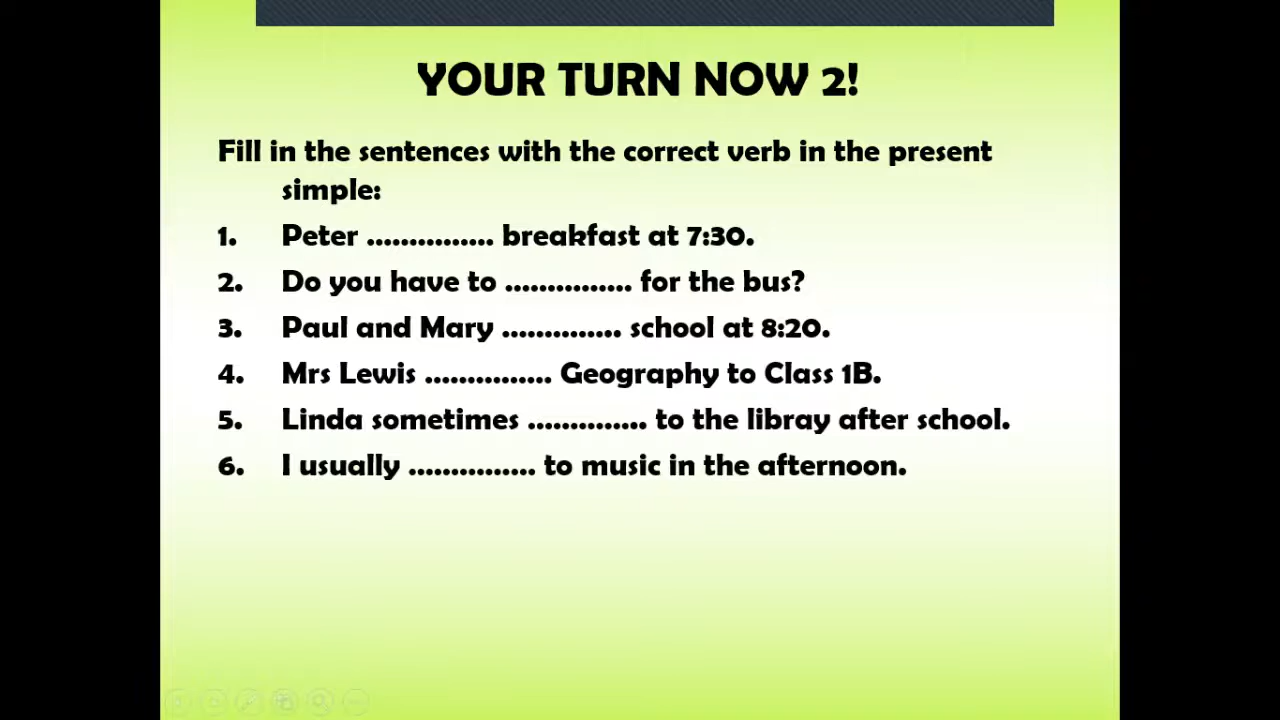 YOUR TURN NOW 2!
Fill in the sentences with the correct verb in the present
simple:
1. Peter ............... breakfast at 7:30.
2. Do you have to ............... for the bus?
3. Paul and Mary .............. school at 8:20.
4. Mrs Lewis ............... Geography to Class 1B.
5. Linda sometimes .............. to the libray after school.
6. I usually ............... to music in the afternoon.